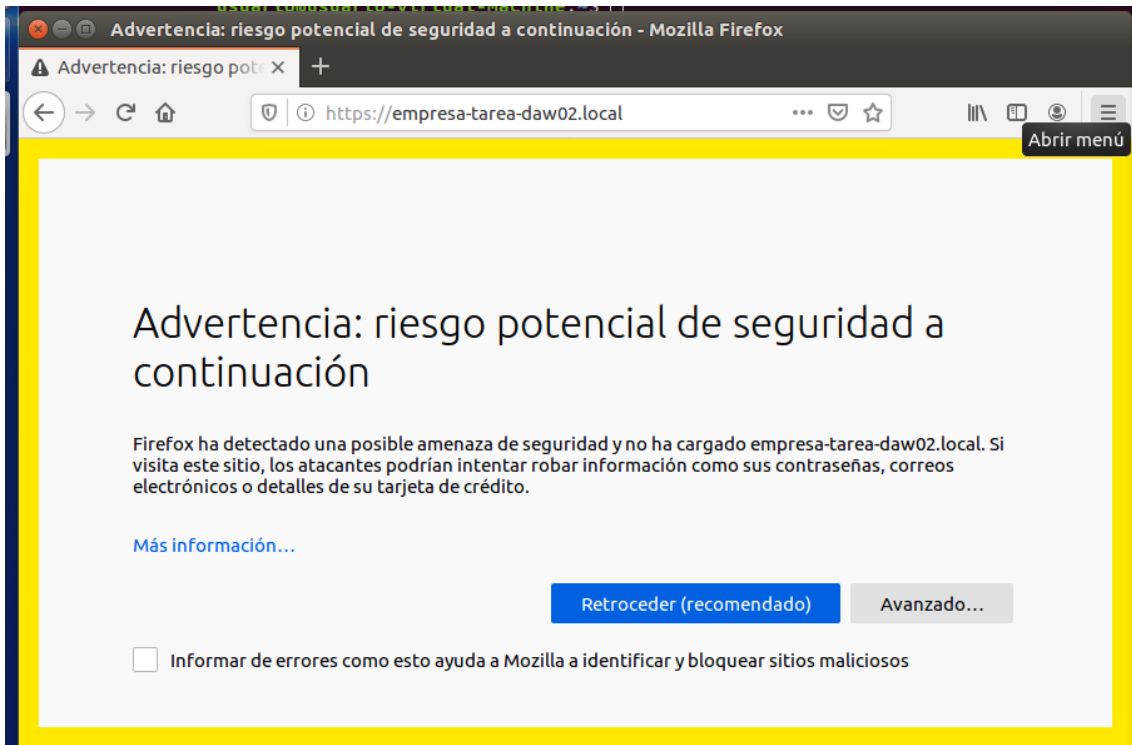 Advertencia: riesgo potencial de seguridad a continuación - Mozilla Firefox
Advertencia: riesgo pote
https://empresa-tarea-daw02.local
Abrir menú
Advertencia: riesgo potencial de seguridad a
continuación
Firefox ha detectado una posible amenaza de seguridad y no ha cargado empresa-tarea-daw02.local. Si
visita este sitio, los atacantes podrían intentar robar información como sus contraseñas, correos
electrónicos o detalles de su tarjeta de crédito.
Más información…
Retroceder (recomendado)
Avanzado…
Informar de errores como esto ayuda a Mozilla a identificar y bloquear sitios maliciosos